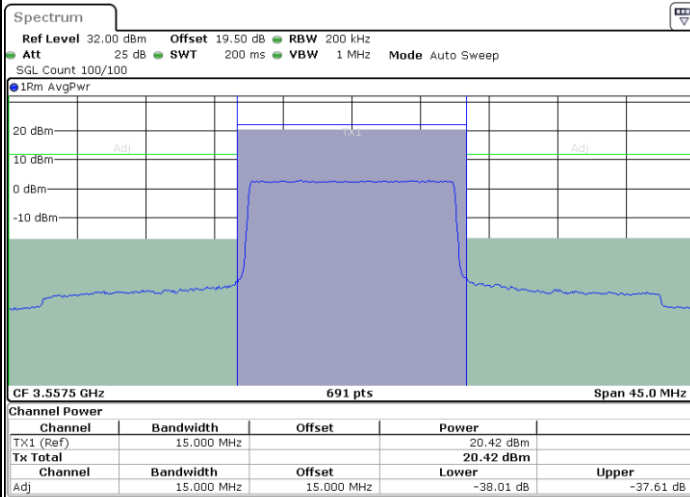 Spectrum
Ref Level 32.00 dBm Offset 19.50 dB RBW 200 kHz
Att 25 dB SWT 200 ms VBW 1 MHz Mode Auto Sweep
SGL Count 100/100
1Rm AvgPwr
20 dBm
TX1
Adj Adj
10 dBm
0 dBm
-10 dBm
CF 3.5575 GHz 691 pts Span 45.0 MHz
Channel Power
Channel Bandwidth Offset Power
TX1 (Ref) 15.000 MHz 20.42 dBm
Tx Total 20.42 dBm
Channel Bandwidth Offset Lower Upper
Adj 15.000 MHz 15.000 MHz -38.01 dB -37.61 dB